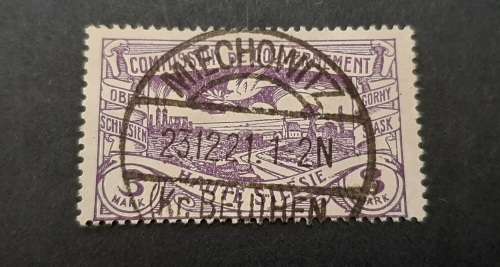 COMMISSION DE GOUVERNEMENT
MIECHOWITZ
OBER GORNY
SCHLESIEN SLASK
23.12.21. 1-2N
HAUTE SILESIE
5 5
MARK MARK
(Kr. BEUTHEN)